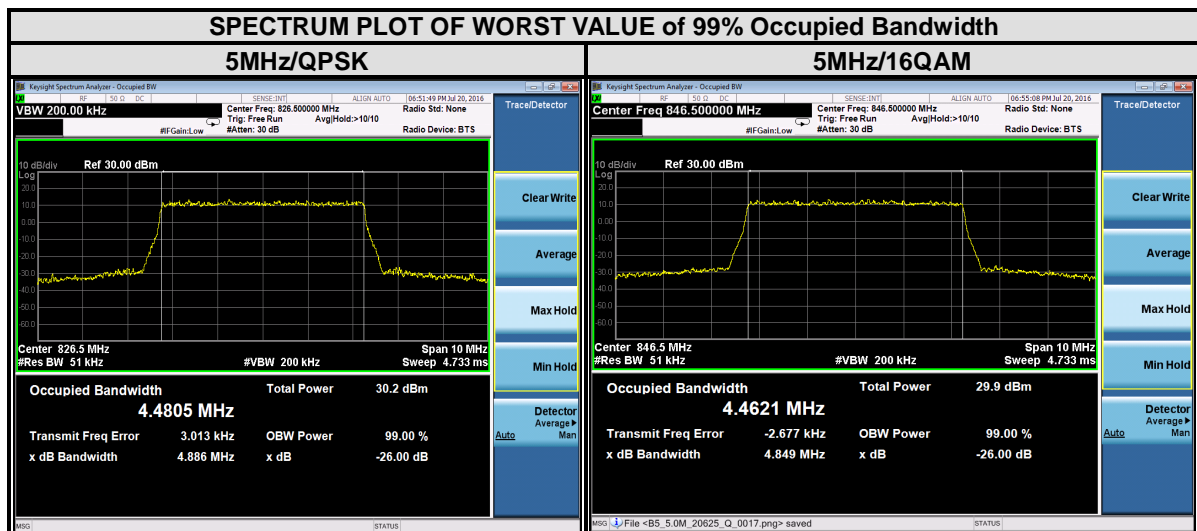 SPECTRUM PLOT OF WORST VALUE of 99% Occupied Bandwidth
5MHz/QPSK
5MHz/16QAM
Keysight Spectrum Analyzer - Occupied BW
RF 50 Ω DC SENSE:INT ALIGN AUTO 06:51:49 PM Jul 20, 2016
VBW 200.00 kHz
Center Freq: 826.500000 MHz Radio Std: None
Trig: Free Run Avg|Hold:>10/10
#IFGain:Low #Atten: 30 dB Radio Device: BTS
10 dB/div Ref 30.00 dBm
Log
20.0
10.0
0.00
-10.0
-20.0
-30.0
-40.0
-50.0
-60.0
Center 826.5 MHz Span 10 MHz
#Res BW 51 kHz #VBW 200 kHz Sweep 4.733 ms
Occupied Bandwidth Total Power 30.2 dBm
4.4805 MHz
Transmit Freq Error 3.013 kHz OBW Power 99.00 %
x dB Bandwidth 4.886 MHz x dB -26.00 dB
MSG STATUS
Trace/Detector
Clear Write
Average
Max Hold
Min Hold
Detector
Average
Auto Man
Keysight Spectrum Analyzer - Occupied BW
RF 50 Ω DC SENSE:INT ALIGN AUTO 06:55:08 PM Jul 20, 2016
Center Freq 846.500000 MHz
Center Freq: 846.500000 MHz Radio Std: None
Trig: Free Run Avg|Hold:>10/10
#IFGain:Low #Atten: 30 dB Radio Device: BTS
10 dB/div Ref 30.00 dBm
Log
20.0
10.0
0.00
-10.0
-20.0
-30.0
-40.0
-50.0
-60.0
Center 846.5 MHz Span 10 MHz
#Res BW 51 kHz #VBW 200 kHz Sweep 4.733 ms
Occupied Bandwidth Total Power 29.9 dBm
4.4621 MHz
Transmit Freq Error -2.677 kHz OBW Power 99.00 %
x dB Bandwidth 4.849 MHz x dB -26.00 dB
MSG File <B5_5.0M_20625_Q_0017.png> saved STATUS
Trace/Detector
Clear Write
Average
Max Hold
Min Hold
Detector
Average
Auto Man